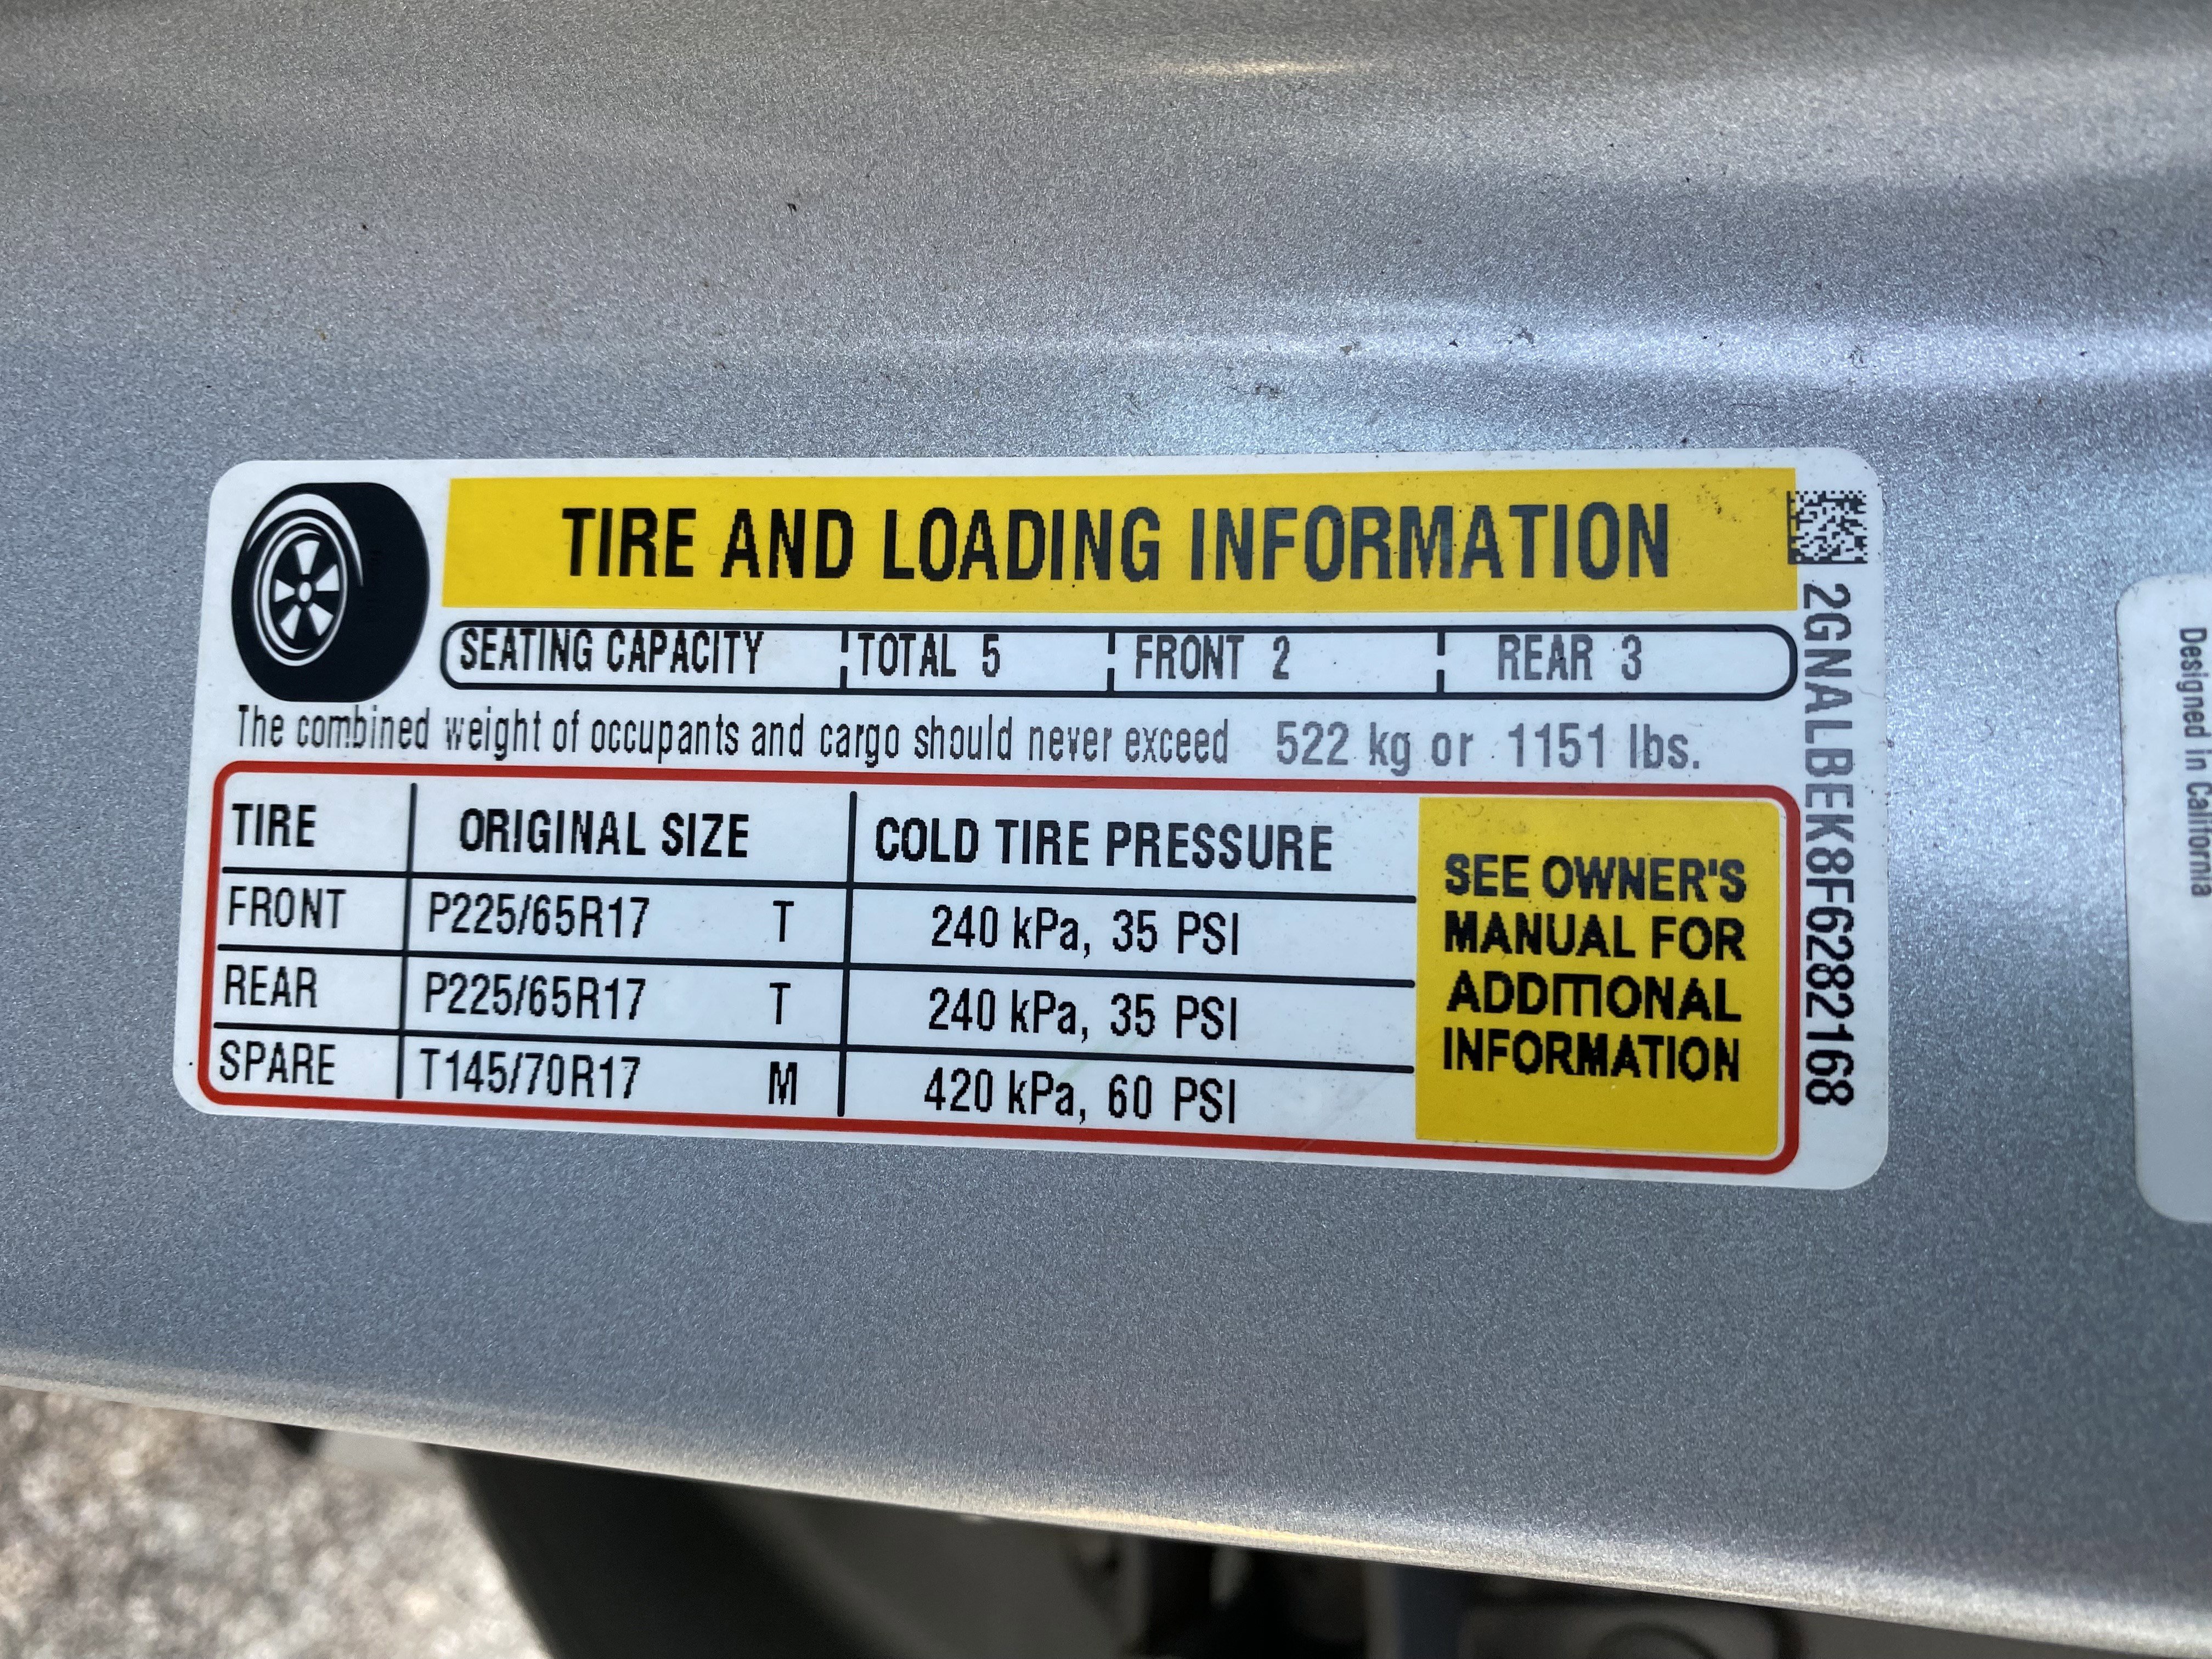 TIRE AND LOADING INFORMATION
SEATING CAPACITY TOTAL 5 FRONT 2 REAR 3
The combined weight of occupants and cargo should never exceed 522 kg or 1151 lbs.
TIRE ORIGINAL SIZE COLD TIRE PRESSURE
FRONT P225/65R17 T 240 kPa, 35 PSI
REAR P225/65R17 T 240 kPa, 35 PSI
SPARE T145/70R17 M 420 kPa, 60 PSI
SEE OWNER'S
MANUAL FOR
ADDITIONAL
INFORMATION
2GNALBEK8F6282168
Designed in California